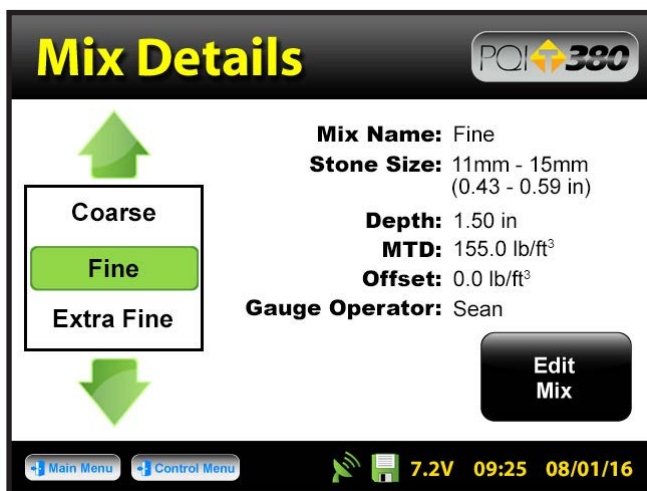 Mix Details
PQI T 380
Coarse
Fine
Extra Fine
Mix Name: Fine
Stone Size: 11mm - 15mm
(0.43 - 0.59 in)
Depth: 1.50 in
MTD: 155.0 lb/ft³
Offset: 0.0 lb/ft³
Gauge Operator: Sean
Edit
Mix
Main Menu
Control Menu
7.2V 09:25 08/01/16